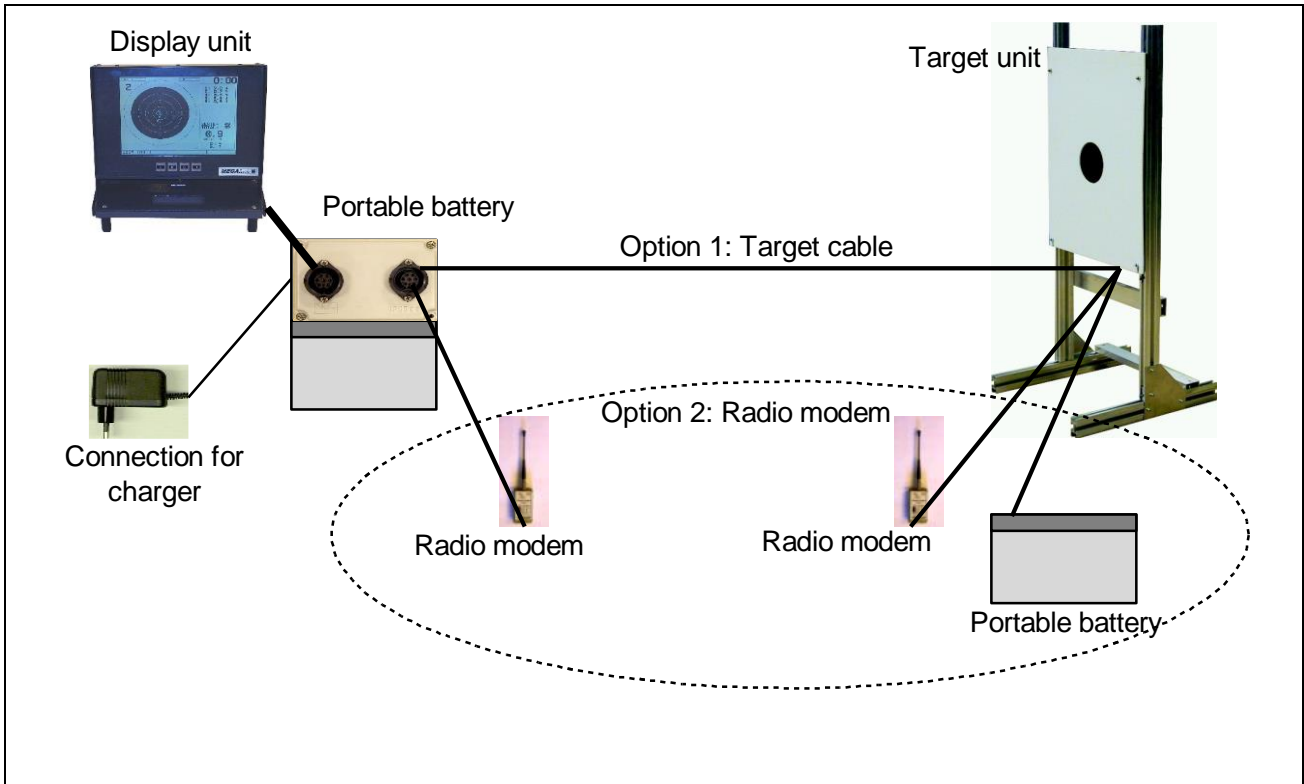 Display unit
Target unit
Portable battery
Option 1: Target cable
Connection for
charger
Option 2: Radio modem
Radio modem
Radio modem
Portable battery